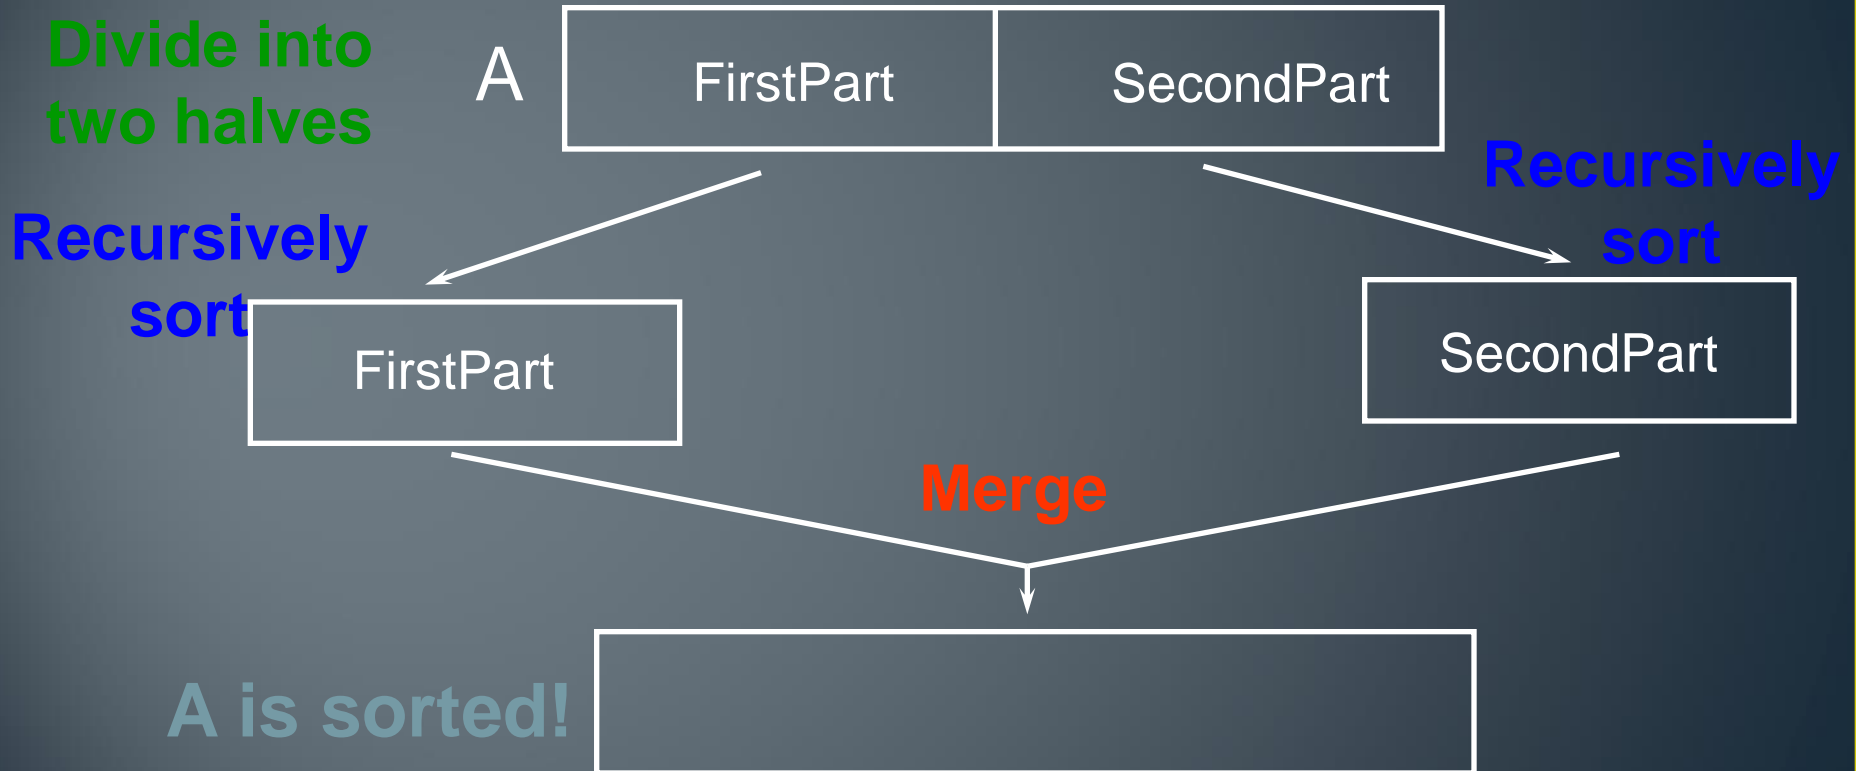 Divide into
two halves
A
FirstPart
SecondPart
Recursively
sort
Recursively
sort
FirstPart
SecondPart
Merge
A is sorted!